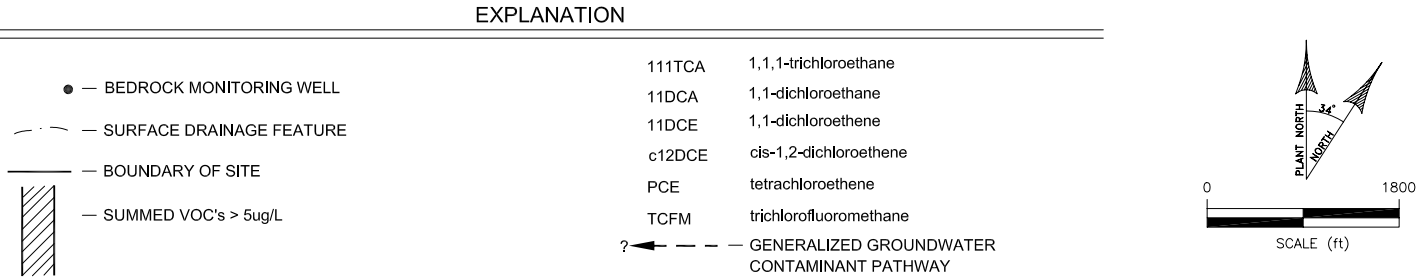 EXPLANATION
— BEDROCK MONITORING WELL
— SURFACE DRAINAGE FEATURE
— BOUNDARY OF SITE
— SUMMED VOC's > 5ug/L
111TCA 1,1,1-trichloroethane
11DCA 1,1-dichloroethane
11DCE 1,1-dichloroethene
c12DCE cis-1,2-dichloroethene
PCE tetrachloroethene
TCFM trichlorofluoromethane
? — GENERALIZED GROUNDWATER
CONTAMINANT PATHWAY
34°
PLANT NORTH
NORTH
0 1800
SCALE (ft)